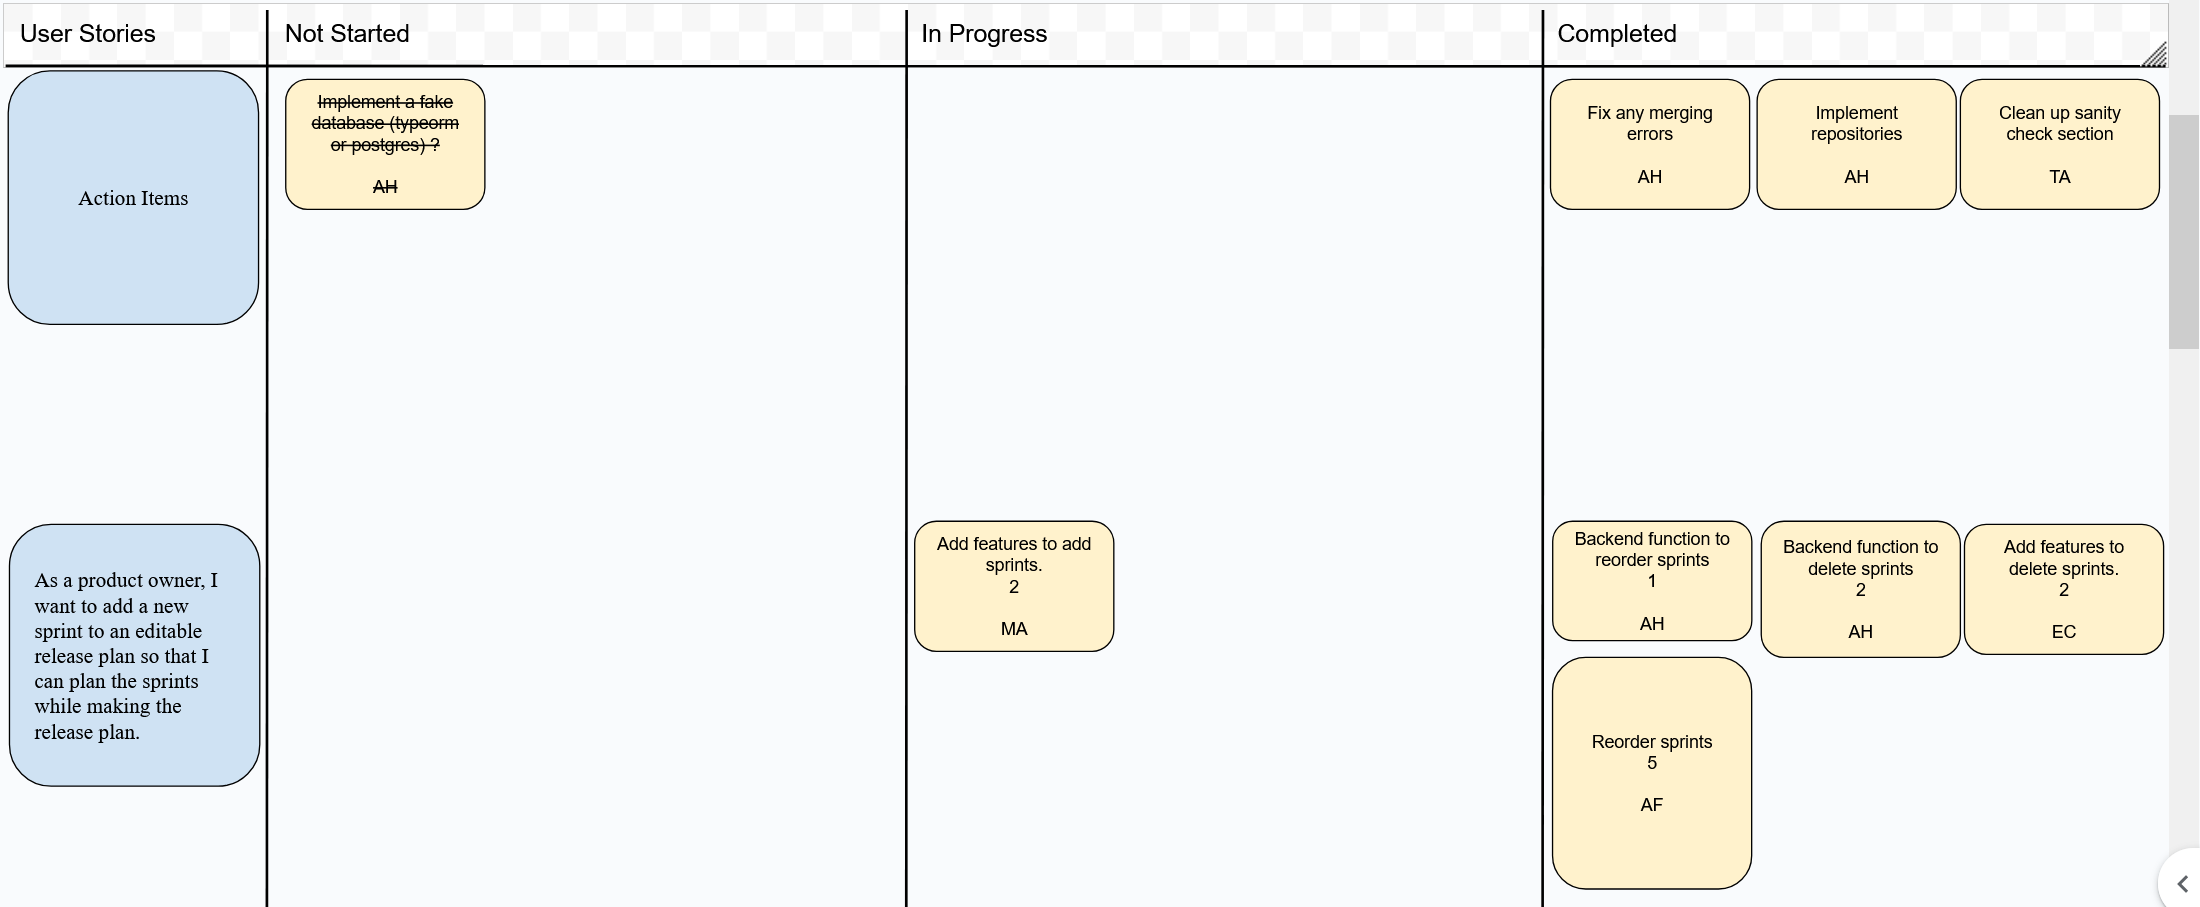 User Stories
Not Started
In Progress
Completed
Action Items
Implement a fake
database (typeorm
or postgres) ?
AH
Fix any merging
errors
AH
Implement
repositories
AH
Clean up sanity
check section
TA
As a product owner, I
want to add a new
sprint to an editable
release plan so that I
can plan the sprints
while making the
release plan.
Add features to add
sprints.
2
MA
Backend function to
reorder sprints
1
AH
Backend function to
delete sprints
2
AH
Add features to
delete sprints.
2
EC
Reorder sprints
5
AF